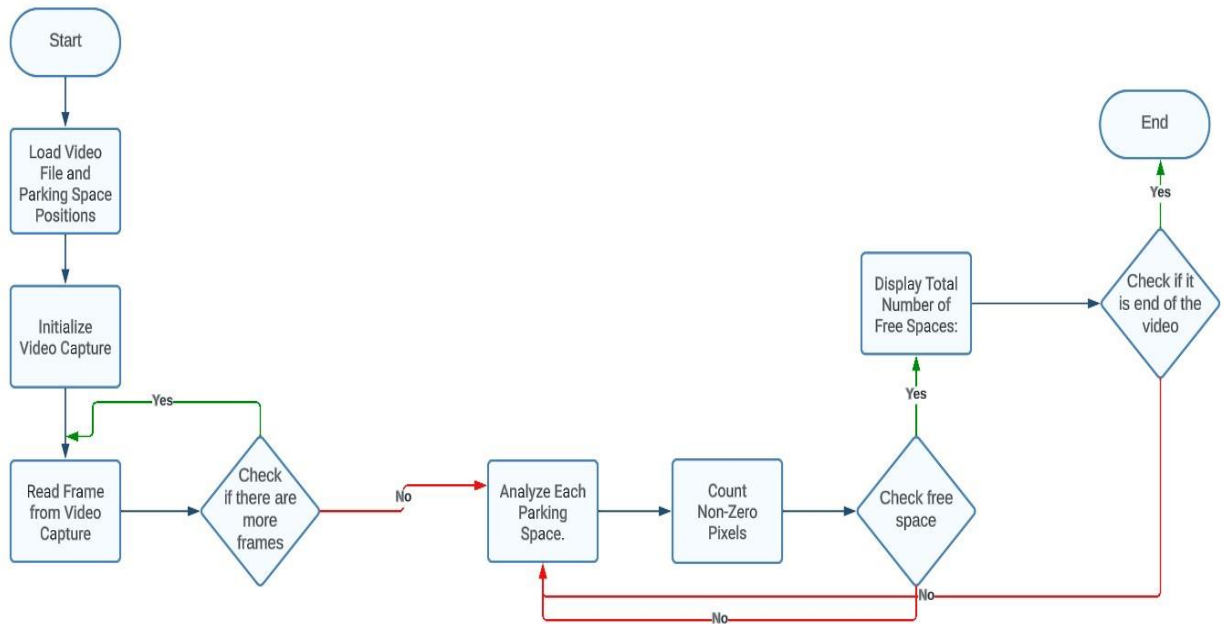 Start
Load Video
File and
Parking Space
Positions
Initialize
Video Capture
Yes
Read Frame
from Video
Capture
Check
if there are
more
frames
No
Analyze Each
Parking
Space.
Count
Non-Zero
Pixels
Check free
space
Yes
No
Display Total
Number of
Free Spaces:
Check if it
is end of the
video
Yes
No
End